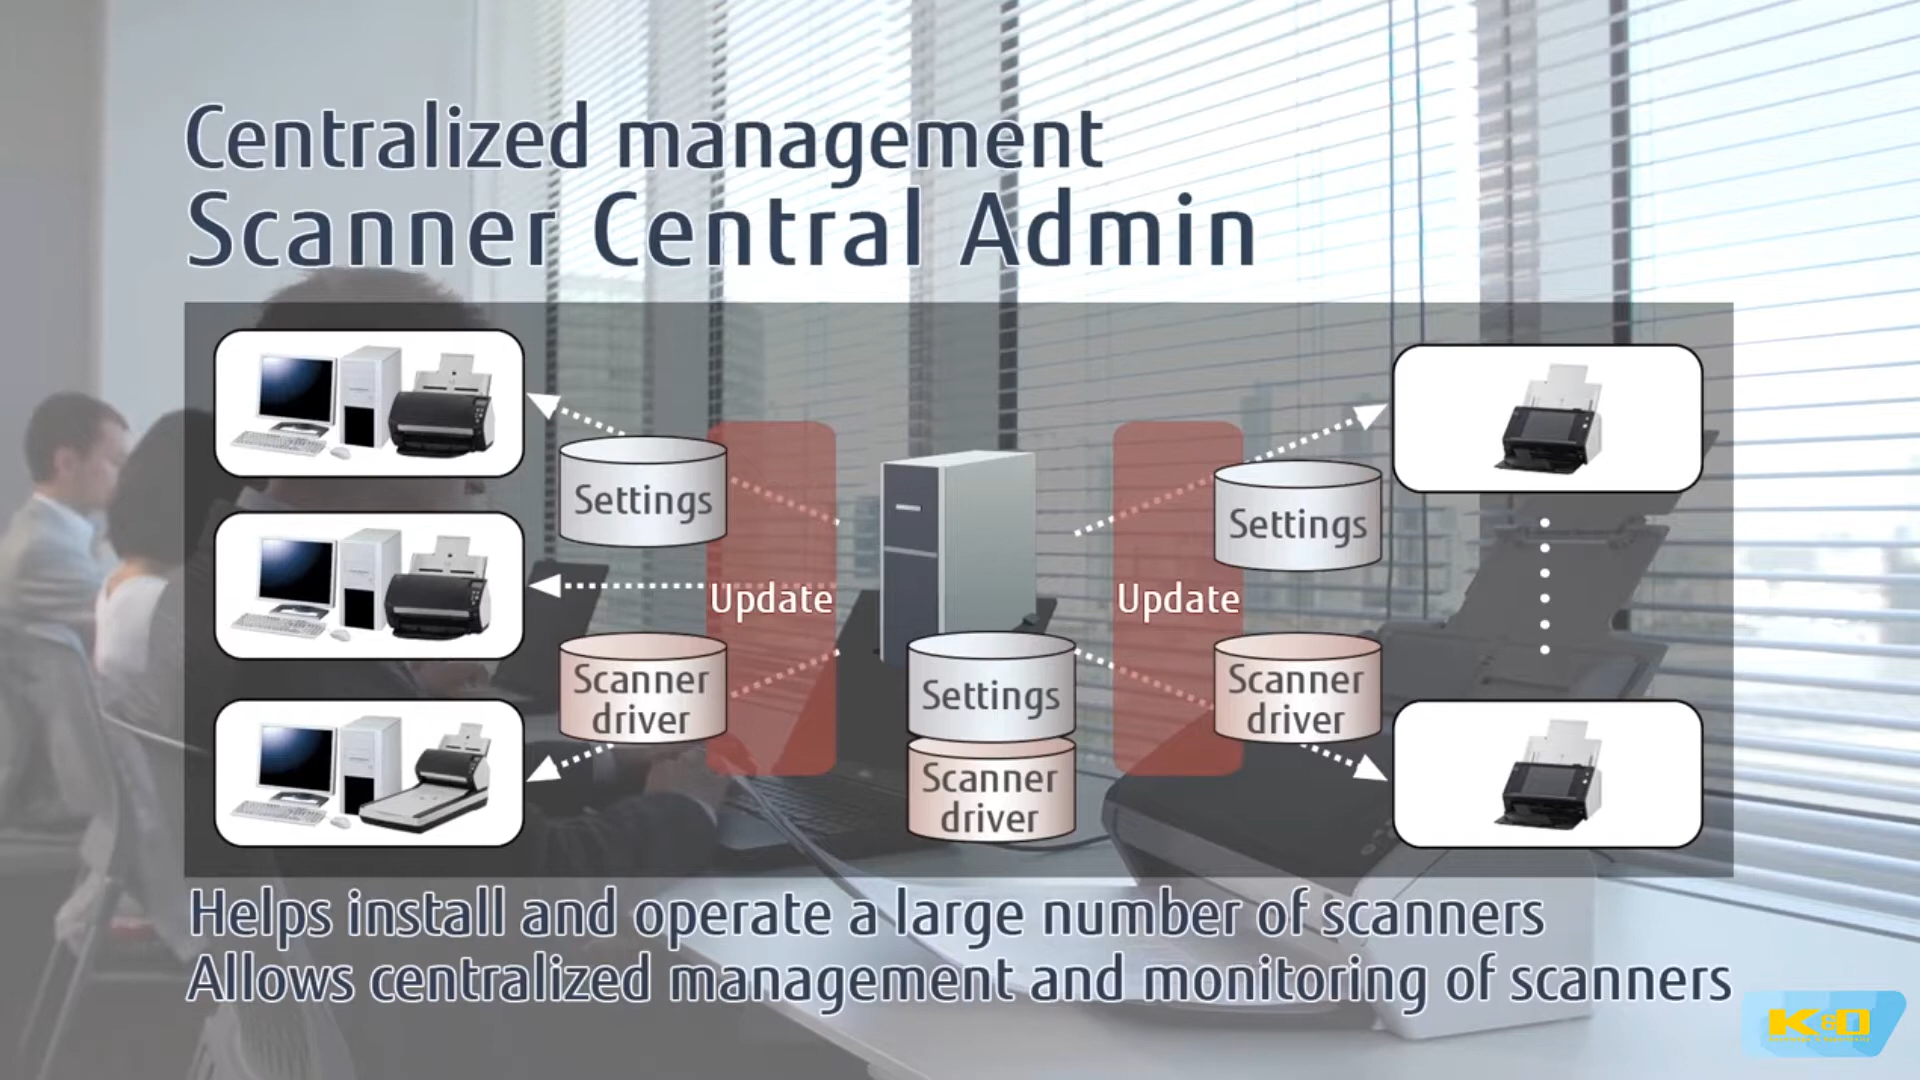 Centralized management
Scanner Central Admin
Settings
Scanner
driver
Update
Settings
Scanner
driver
Update
Settings
Scanner
driver
Helps install and operate a large number of scanners
Allows centralized management and monitoring of scanners
K&O